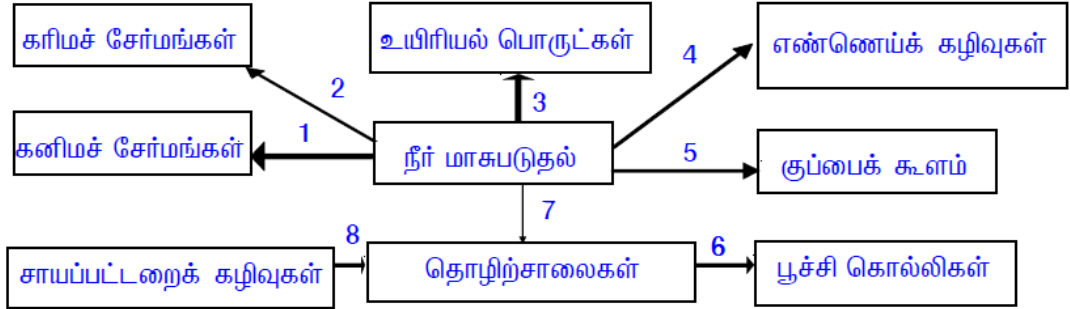 கரிமச் சேர்மங்கள்
உயிரியல் பொருட்கள்
4
எண்ணெய்க் கழிவுகள்
2
3
கனிமச் சேர்மங்கள்
1
நீர் மாசுபடுதல்
5
குப்பைக் கூளம்
7
சாயப்பட்டறைக் கழிவுகள்
8
தொழிற்சாலைகள்
6
பூச்சி கொல்லிகள்